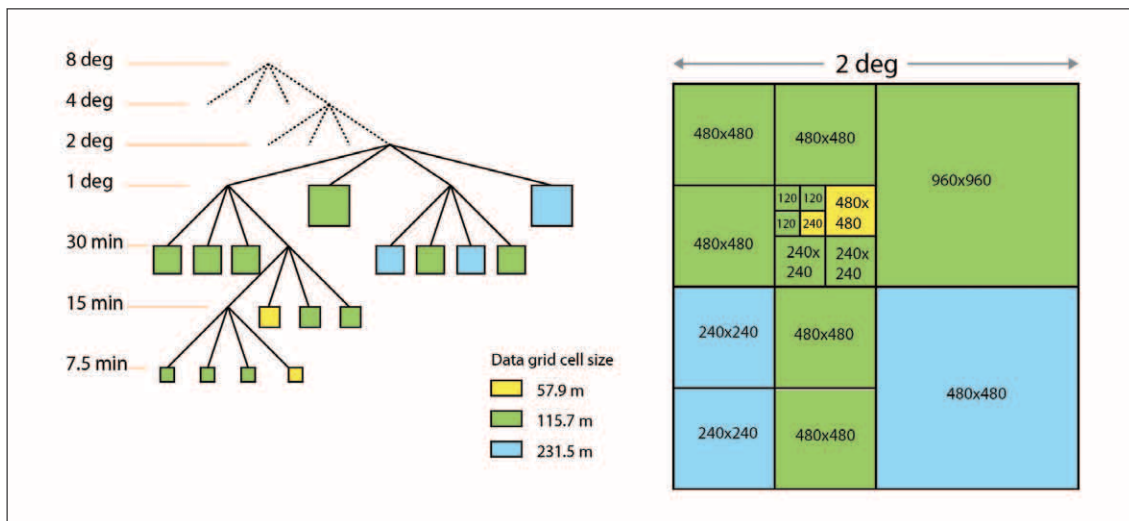 8 deg
4 deg
2 deg
1 deg
30 min
15 min
7.5 min
Data grid cell size
57.9 m
115.7 m
231.5 m
2 deg
480x480
480x480
960x960
120
120
480x
480
120
240
480x480
240x
240
240x
240
240x240
480x480
480x480
240x240
480x480